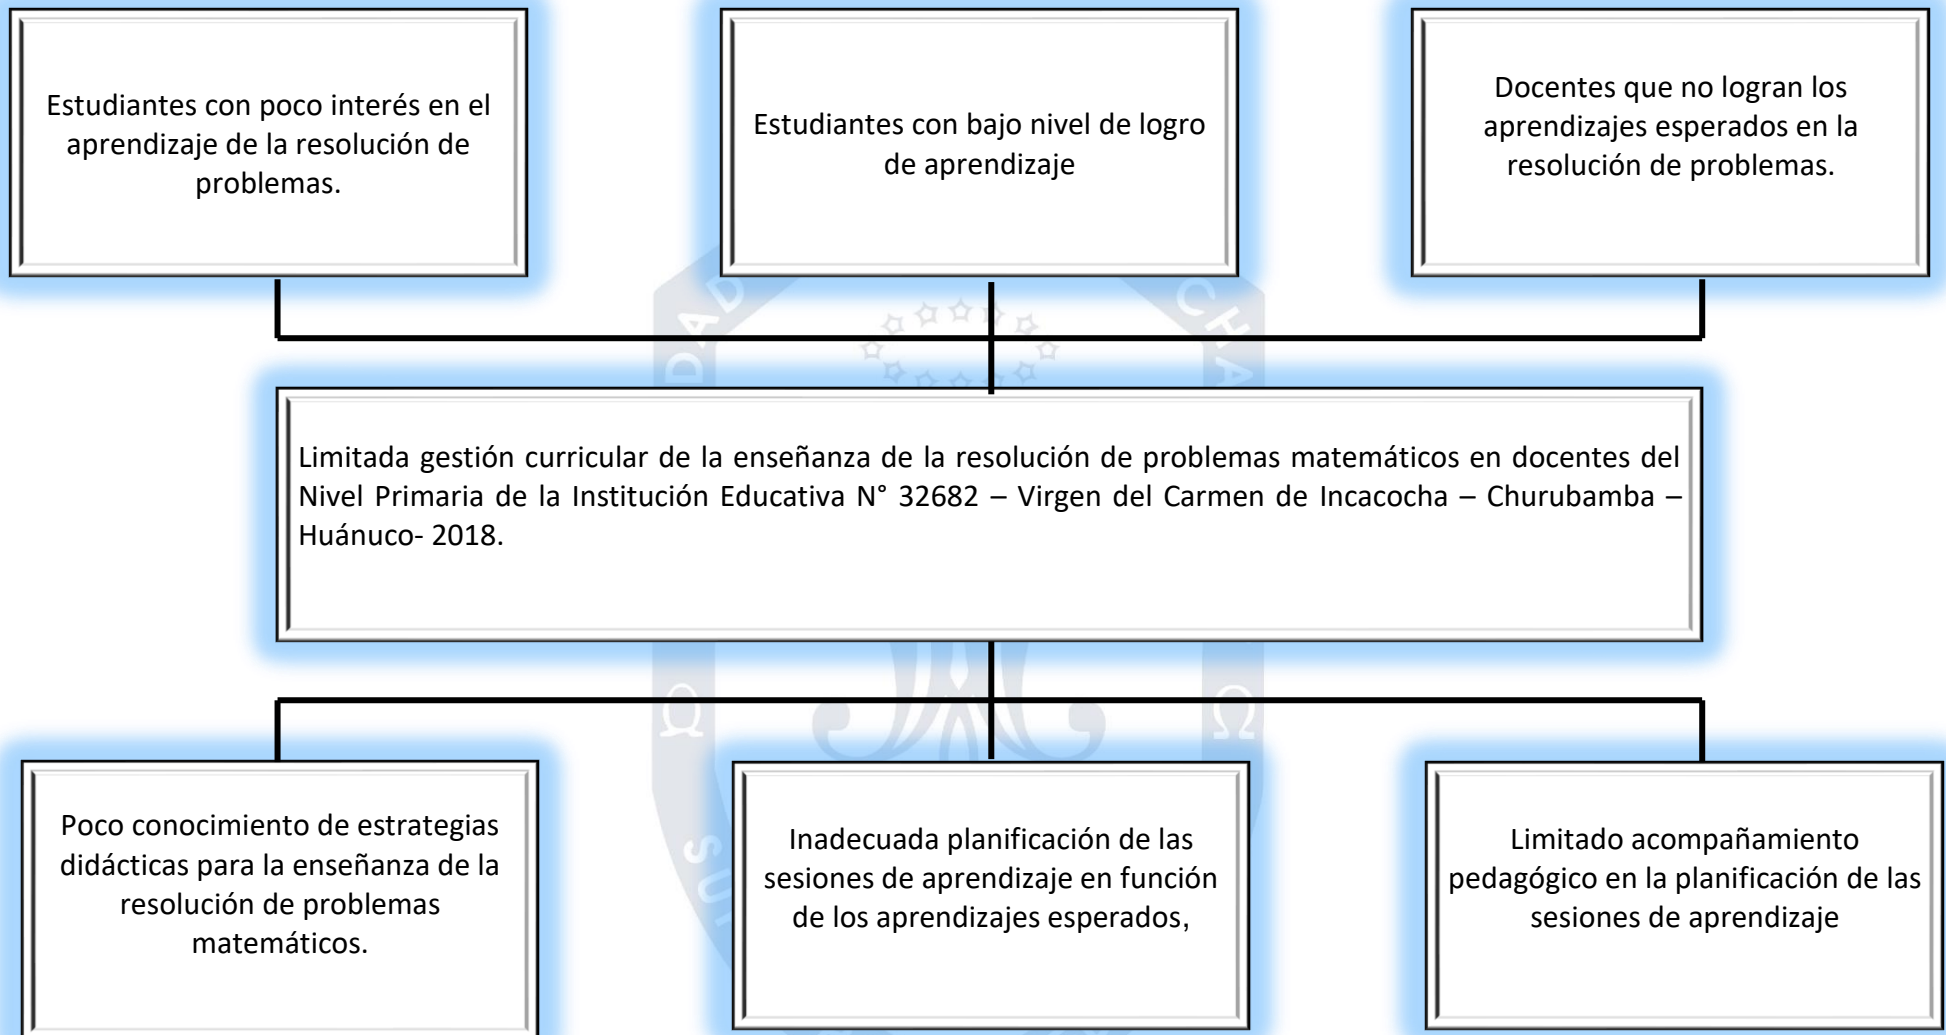 Estudiantes con poco interés en el
aprendizaje de la resolución de
problemas.
Estudiantes con bajo nivel de logro
de aprendizaje
Docentes que no logran los
aprendizajes esperados en la
resolución de problemas.
Limitada gestión curricular de la enseñanza de la resolución de problemas matemáticos en docentes del
Nivel Primaria de la Institución Educativa N° 32682 – Virgen del Carmen de Incacocha – Churubamba –
Huánuco- 2018.
Poco conocimiento de estrategias
didácticas para la enseñanza de la
resolución de problemas
matemáticos.
Inadecuada planificación de las
sesiones de aprendizaje en función
de los aprendizajes esperados,
Limitado acompañamiento
pedagógico en la planificación de las
sesiones de aprendizaje